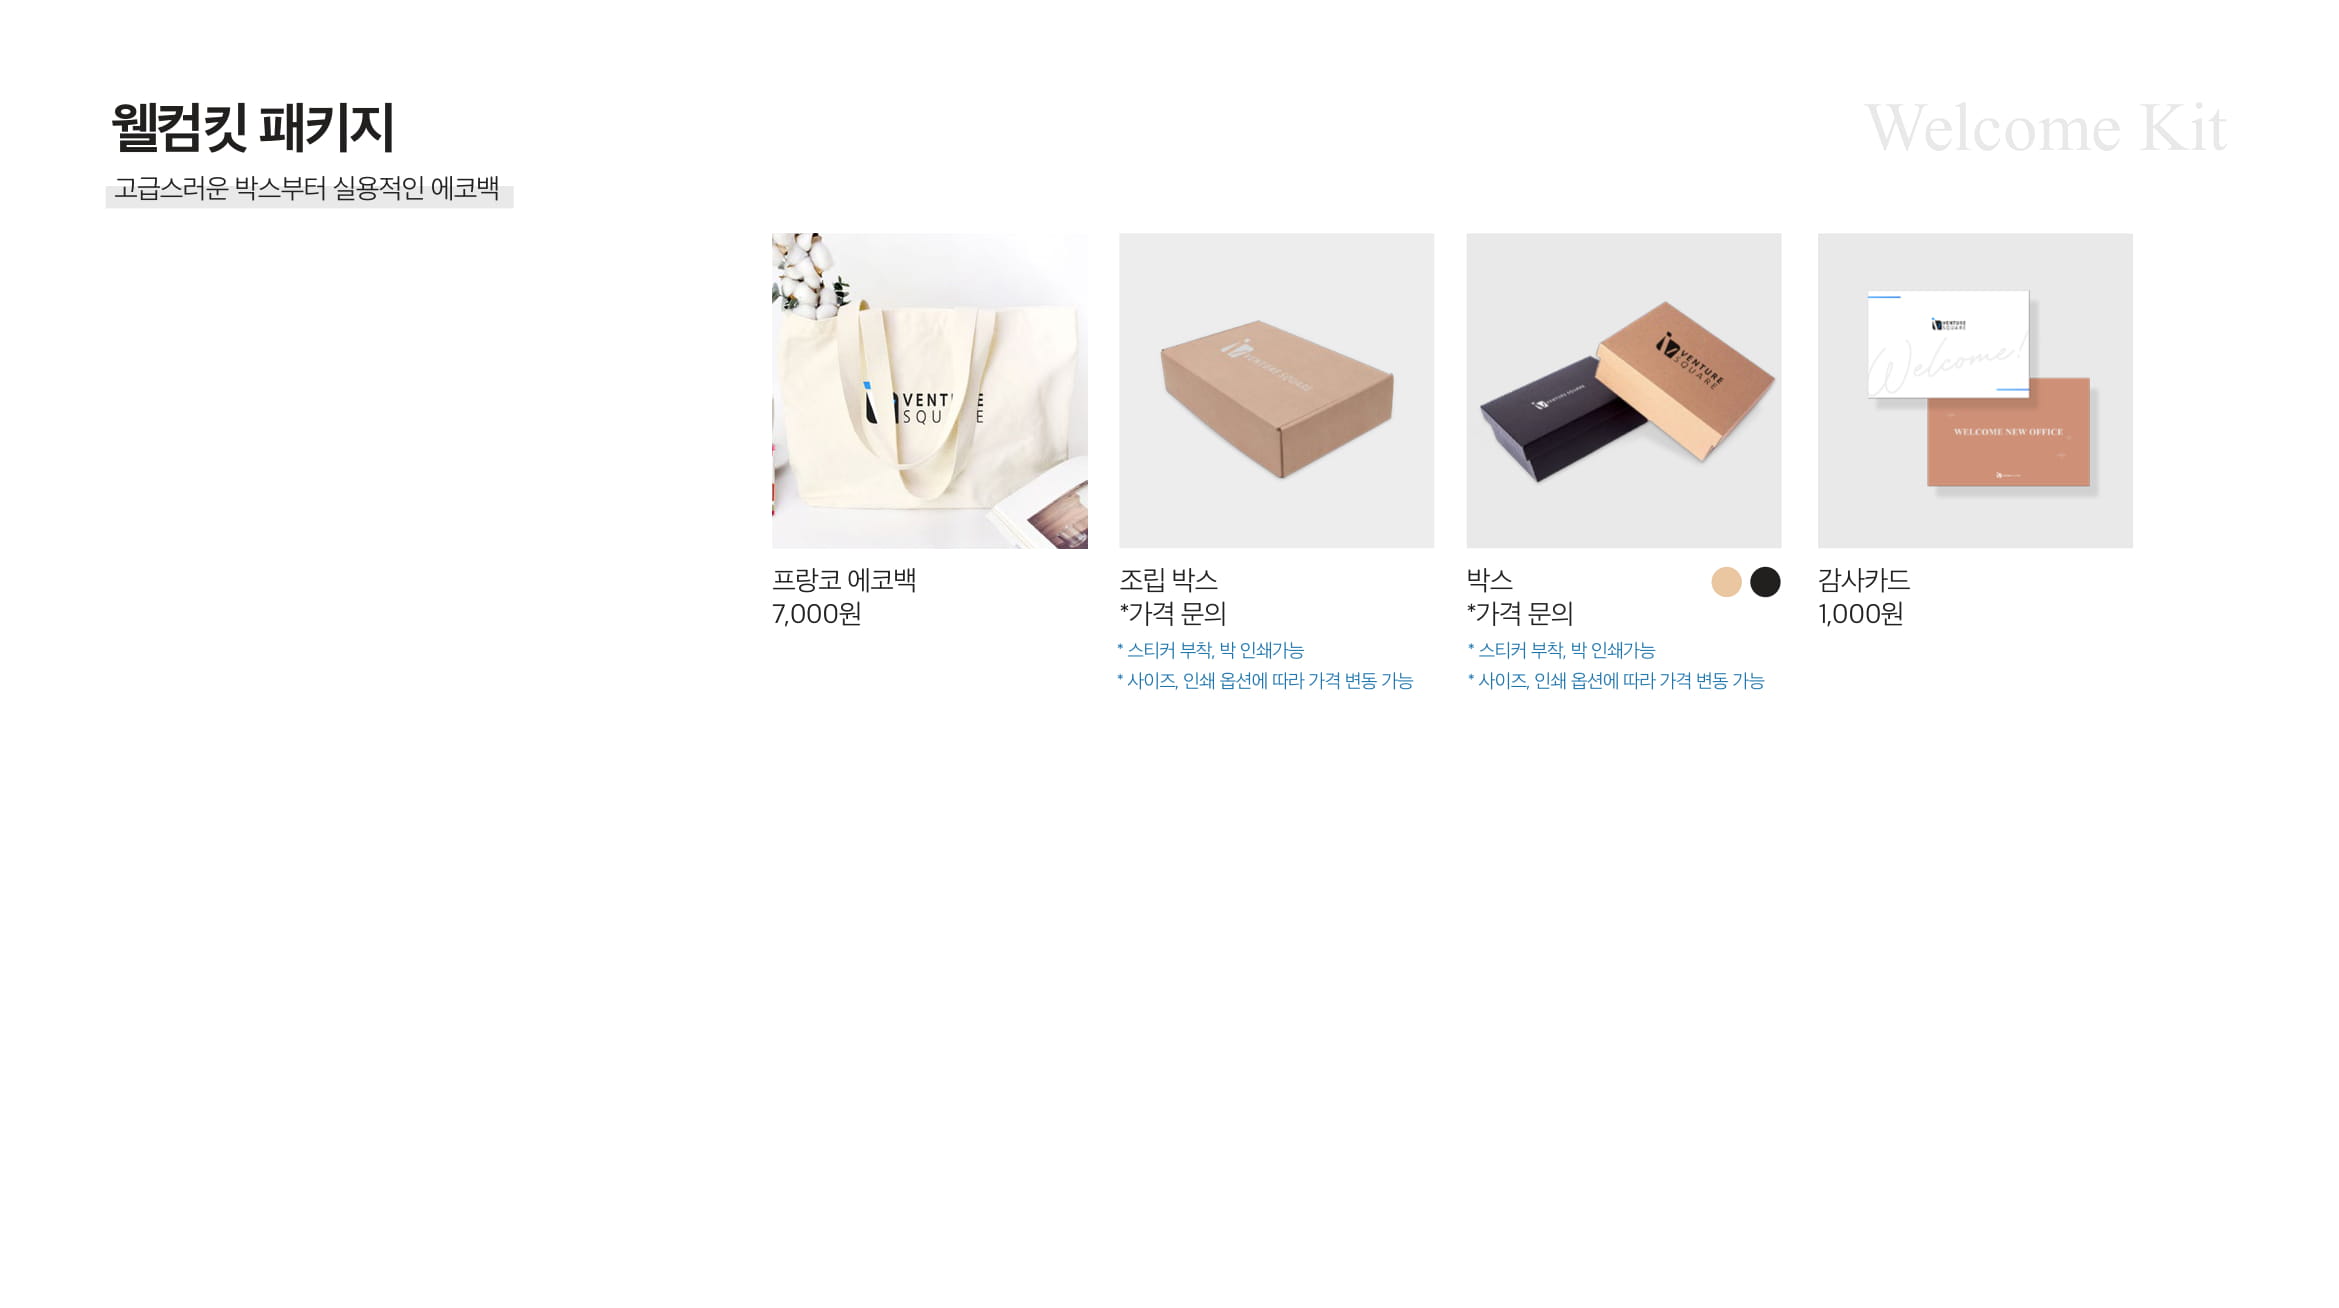 웰컴킷 패키지
Welcome Kit
고급스러운 박스부터 실용적인 에코백
VENT E
SQU E
VENTURE SQUARE
VENTURE SQUARE
VENTURE
SQUARE
VENTURE
SQUARE
Welcome!
WELCOME NEW OFFICE
프랑코 에코백
7,000원
조립 박스
*가격 문의
* 스티커 부착, 박 인쇄가능
* 사이즈, 인쇄 옵션에 따라 가격 변동 가능
박스
*가격 문의
* 스티커 부착, 박 인쇄가능
* 사이즈, 인쇄 옵션에 따라 가격 변동 가능
감사카드
1,000원